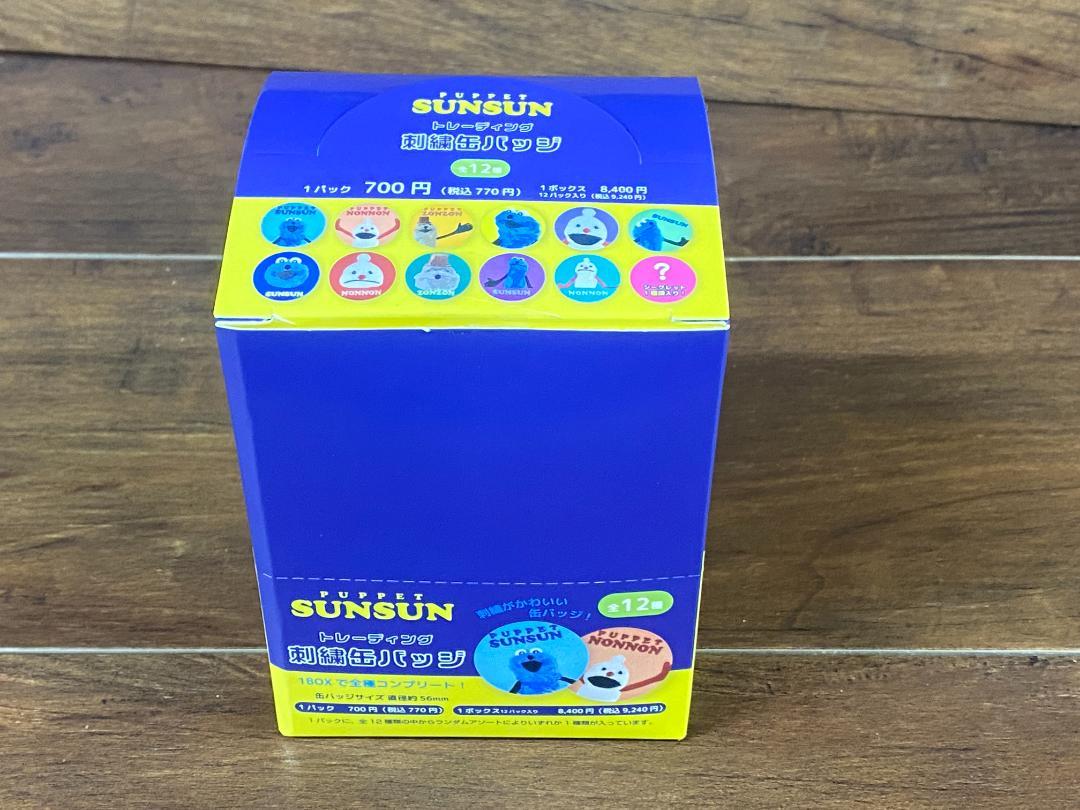 PUPPET
SUNSUN
トレーディング
刺繍缶バッジ
全12種
1パック 700円 (税込770円) 1ボックス 8,400円
12パック入り (税込9,240円)
PUPPET SUNSUN
PUPPET NONNON
PUPPET ZONZON
SUNSUN
SUNSUN
NONNON
ZONZON
SUNSUN
NONNON
?
シークレット
1種類入り!
PUPPET
SUNSUN
刺繍がかわいい
缶バッジ!
全12種
トレーディング
刺繍缶バッジ
PUPPET
SUNSUN
PUPPET
NONNON
1BOXで全種コンプリート!
缶バッジサイズ 直径約56mm
1パック 700円 (税込770円) 1ボックス12パック入り 8,400円 (税込9,240円)
1パックに、全12種類の中からランダムアソートによりいずれか1種類が入っています。